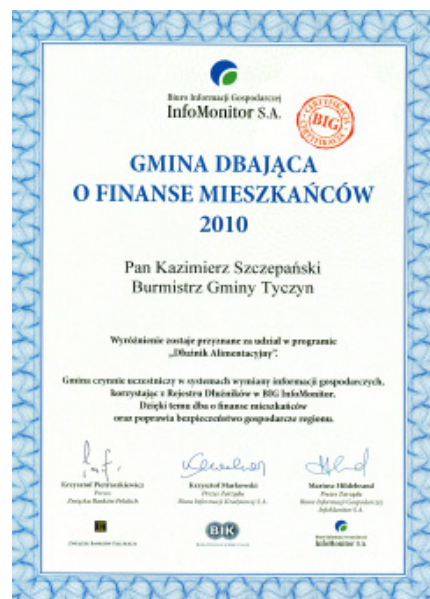 Biuro Informacji Gospodarczej
InfoMonitor S.A.
CERTYFIKACJA
BIG
CERTYFIKACJA
GMINA DBAJĄCA
O FINANSE MIESZKAŃCÓW
2010
Pan Kazimierz Szczepański
Burmistrz Gminy Tyczyn
Wyróżnienie zostaje przyznane za udział w programie
„Dłużnik Alimentacyjny”.
Gmina czynnie uczestniczy w systemach wymiany informacji gospodarczych,
korzystając z Rejestru Dłużników w BIG InfoMonitor.
Dzięki temu dba o finanse mieszkańców
oraz poprawia bezpieczeństwo gospodarcze regionu.
Krzysztof Pietraszkiewicz
Prezes
Związku Banków Polskich
Krzysztof Markowski
Prezes Zarządu
Biura Informacji Kredytowej S.A.
Mariusz Hildebrand
Prezes Zarządu
Biura Informacji Gospodarczej
InfoMonitor S.A.
ZWIĄZEK BANKÓW POLSKICH
BIK
InfoMonitor S.A.